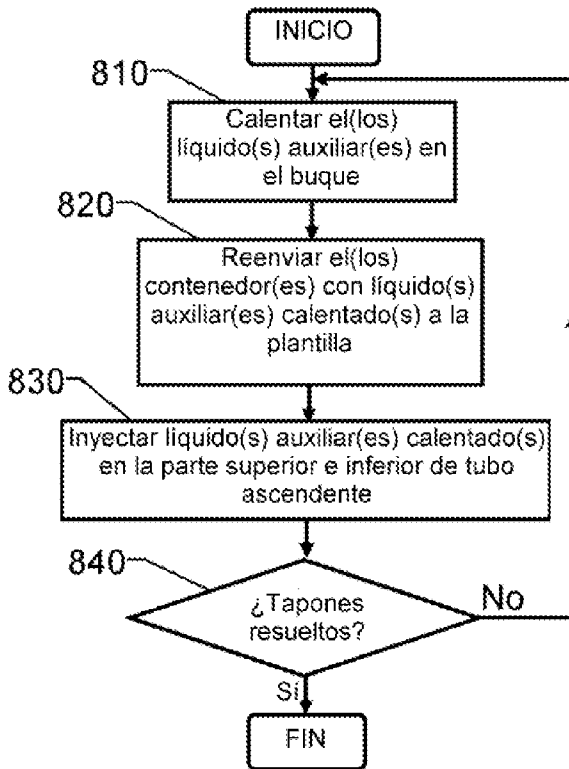 INICIO
810
Calentar el(los)
líquido(s) auxiliar(es) en
el buque
820
Reenviar el(los)
contenedor(es) con líquido(s)
auxiliar(es) calentado(s) a la
plantilla
830
Inyectar liquido(s) auxiliar(es) calentado(s)
en la parte superior e inferior de tubo
ascendente
840
¿Tapones
resueltos?
No
Sí
FIN